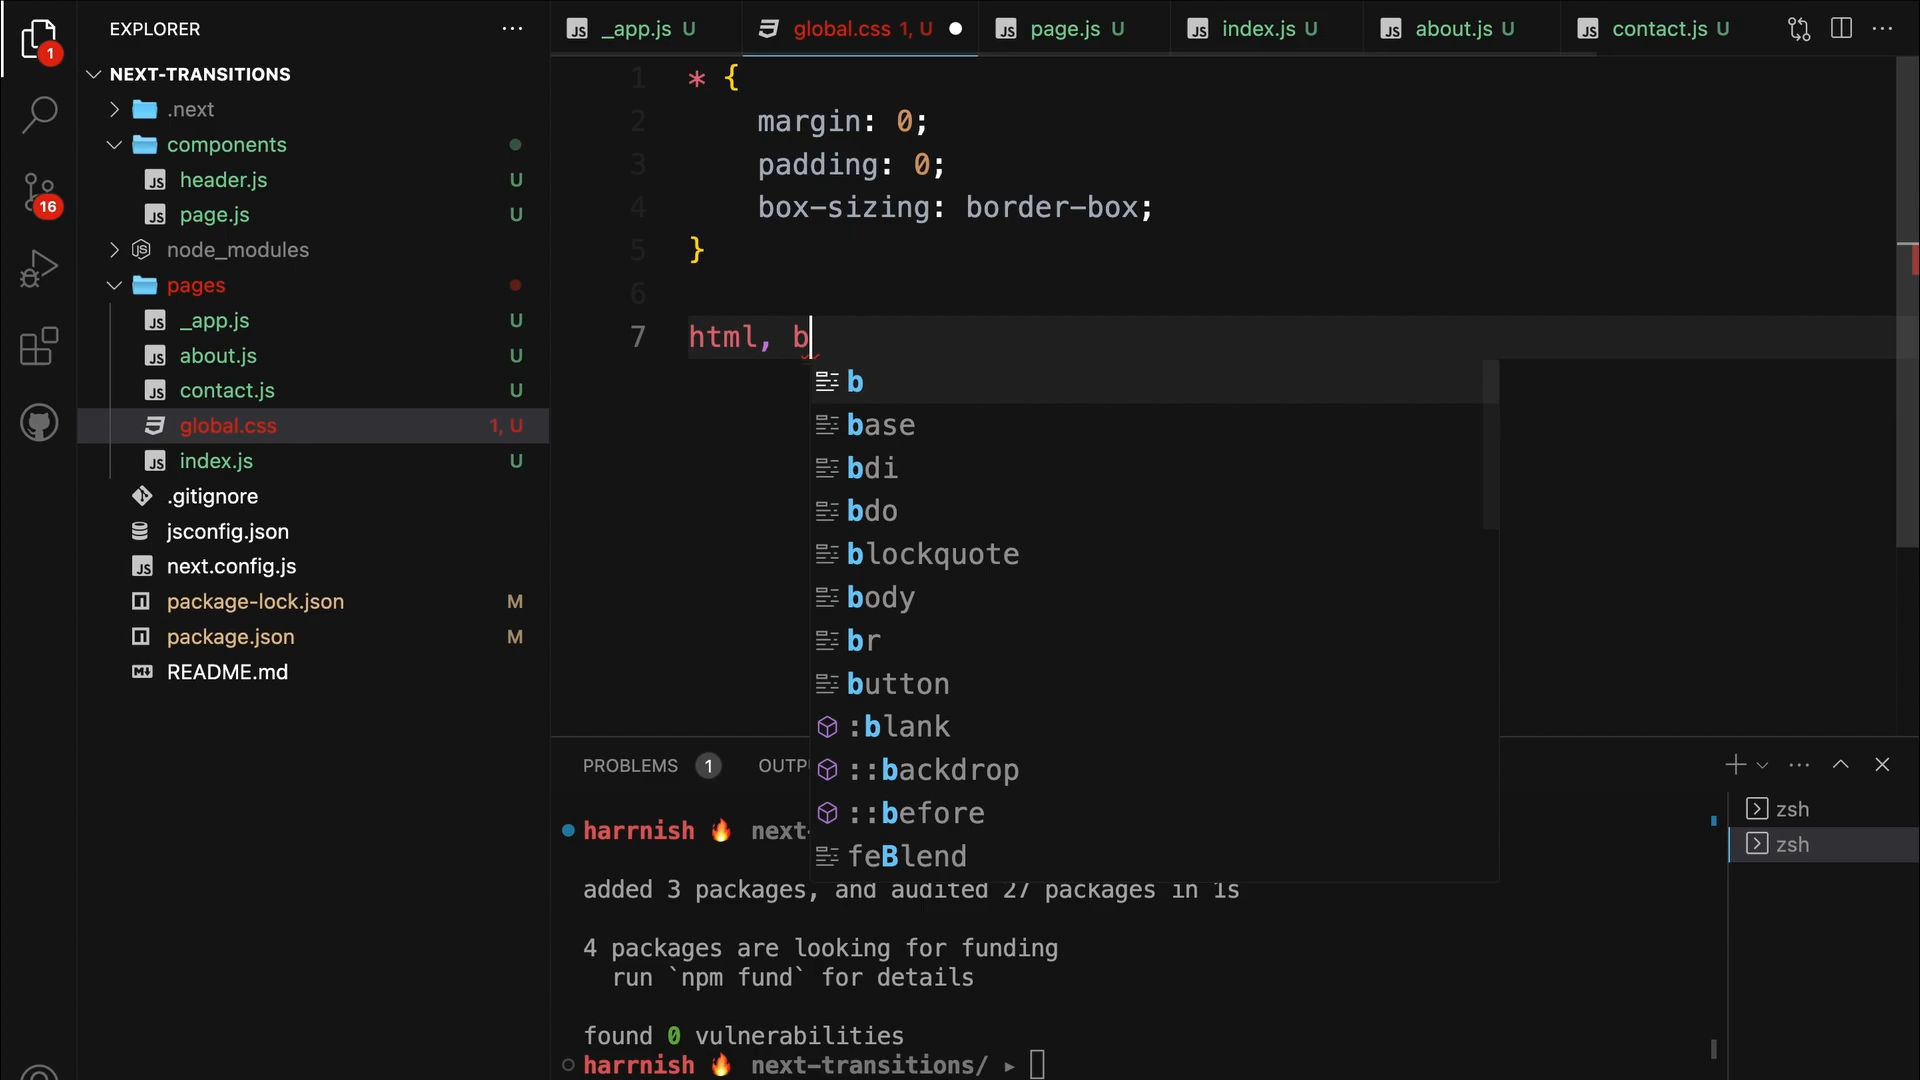 EXPLORER
NEXT-TRANSITIONS
.next
components
header.js U
page.js U
node_modules
pages
_app.js U
about.js U
contact.js U
global.css 1, U
index.js U
.gitignore
jsconfig.json
next.config.js
package-lock.json M
package.json M
README.md
1
16
_app.js U
global.css 1, U
page.js U
index.js U
about.js U
contact.js U
1 * {
2 margin: 0;
3 padding: 0;
4 box-sizing: border-box;
5 }
6
7 html, b
b
base
bdi
bdo
blockquote
body
br
button
:blank
::backdrop
::before
feBlend
PROBLEMS 1 OUTPU
harrnish 🔥 next-
added 3 packages, and audited 27 packages in 1s
4 packages are looking for funding
run `npm fund` for details
found 0 vulnerabilities
harrnish 🔥 next-transitions/ ▸
zsh
zsh